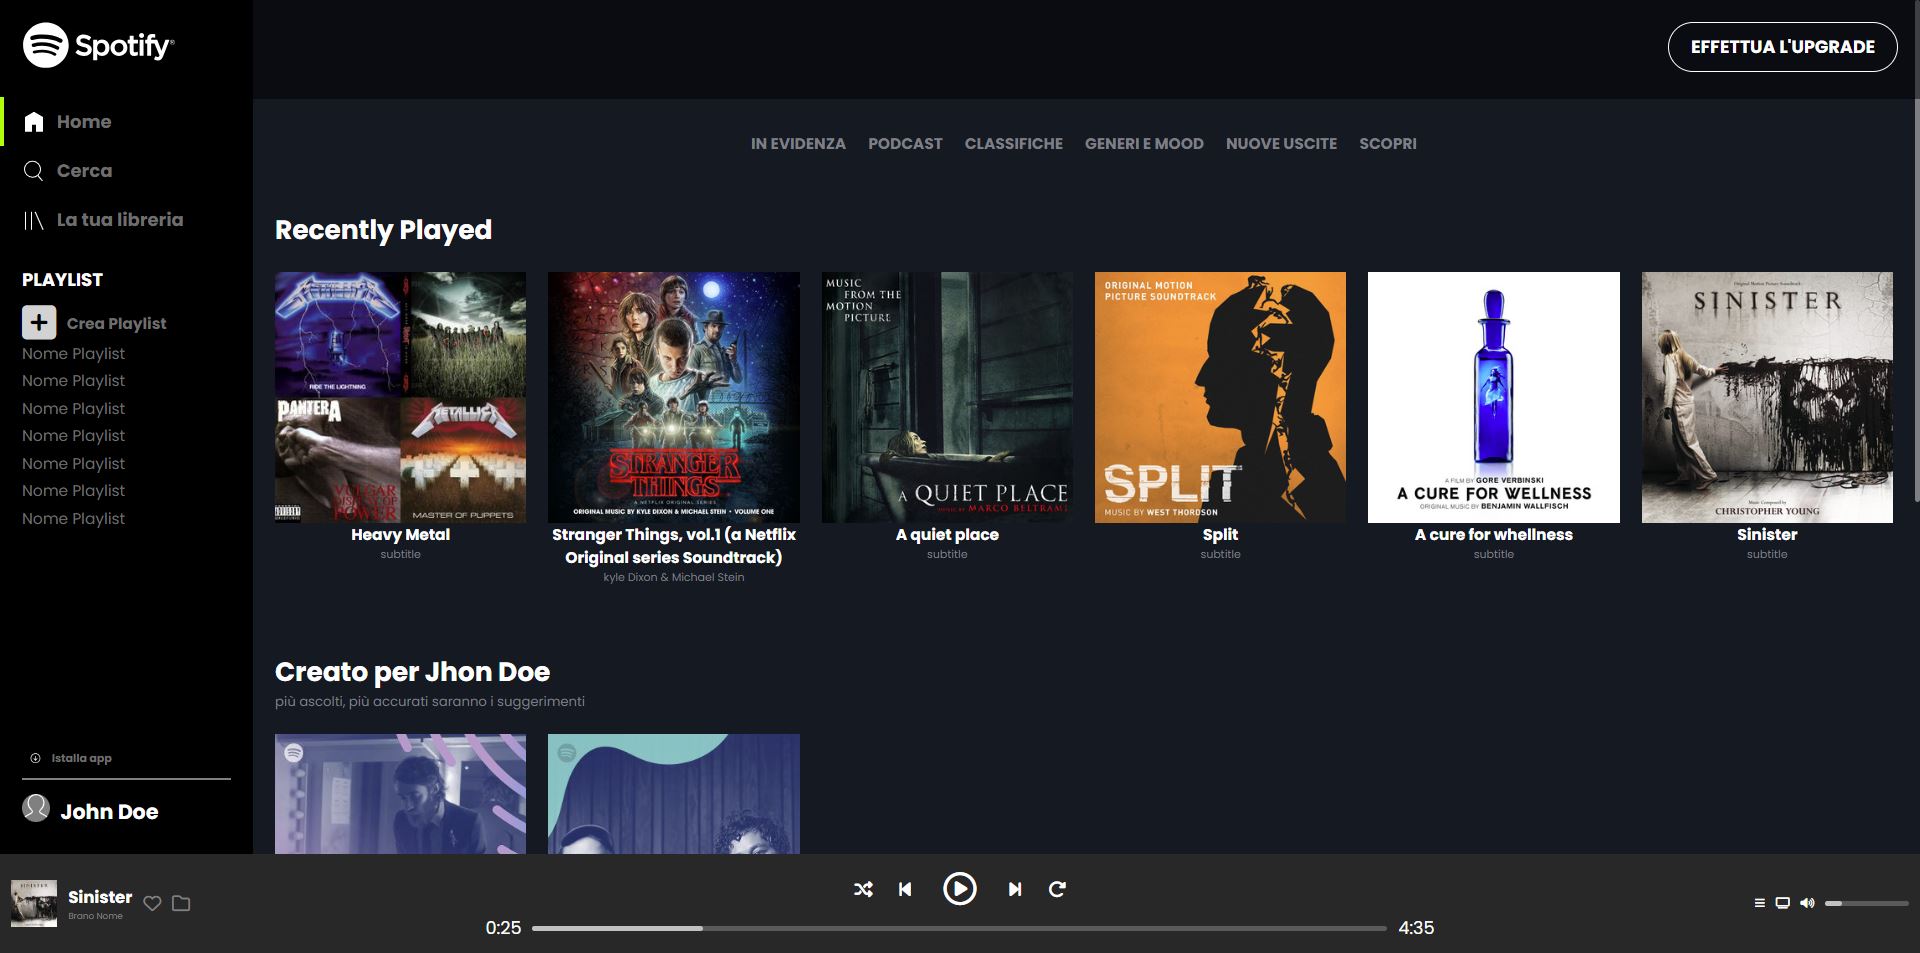 Spotify®
EFFETTUA L'UPGRADE
Home
Cerca
La tua libreria
PLAYLIST
Crea Playlist
Nome Playlist
Nome Playlist
Nome Playlist
Nome Playlist
Nome Playlist
Nome Playlist
Nome Playlist
Istalla app
John Doe
IN EVIDENZA PODCAST CLASSIFICHE GENERI E MOOD NUOVE USCITE SCOPRI
Recently Played
METALLICA
RIDE THE LIGHTNING
PANTERA
VULGAR
DISPLAY OF
POWER
METALLICA
MASTER OF PUPPETS
Heavy Metal
subtitle
STRANGER
THINGS
A NETFLIX ORIGINAL SERIES
ORIGINAL MUSIC BY KYLE DIXON & MICHAEL STEIN • VOLUME ONE
Stranger Things, vol.1 (a Netflix
Original series Soundtrack)
kyle Dixon & Michael Stein
MUSIC
FROM THE
MOTION
PICTURE
A QUIET PLACE
MUSIC BY MARCO BELTRAMI
A quiet place
subtitle
ORIGINAL MOTION
PICTURE SOUNDTRACK
SPLIT
MUSIC BY WEST THORDSON
Split
subtitle
A FILM BY GORE VERBINSKI
A CURE FOR WELLNESS
ORIGINAL MUSIC BY BENJAMIN WALLFISCH
A cure for whellness
subtitle
Original Motion Picture Soundtrack
SINISTER
Music Composed by
CHRISTOPHER YOUNG
Sinister
subtitle
Creato per Jhon Doe
più ascolti, più accurati saranno i suggerimenti
SINISTER
Sinister
Brano Nome
0:25
4:35